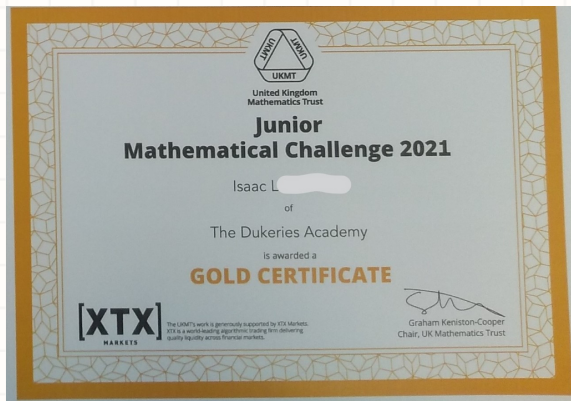 UKMT
UKMT
UKMT
United Kingdom
Mathematics Trust
Junior
Mathematical Challenge 2021
Isaac L
of
The Dukeries Academy
is awarded a
GOLD CERTIFICATE
[XTX]
MARKETS
The UKMT's work is generously supported by XTX Markets.
XTX is a world-leading algorithmic trading firm delivering
quality liquidity across financial markets.
Graham Keniston-Cooper
Chair, UK Mathematics Trust